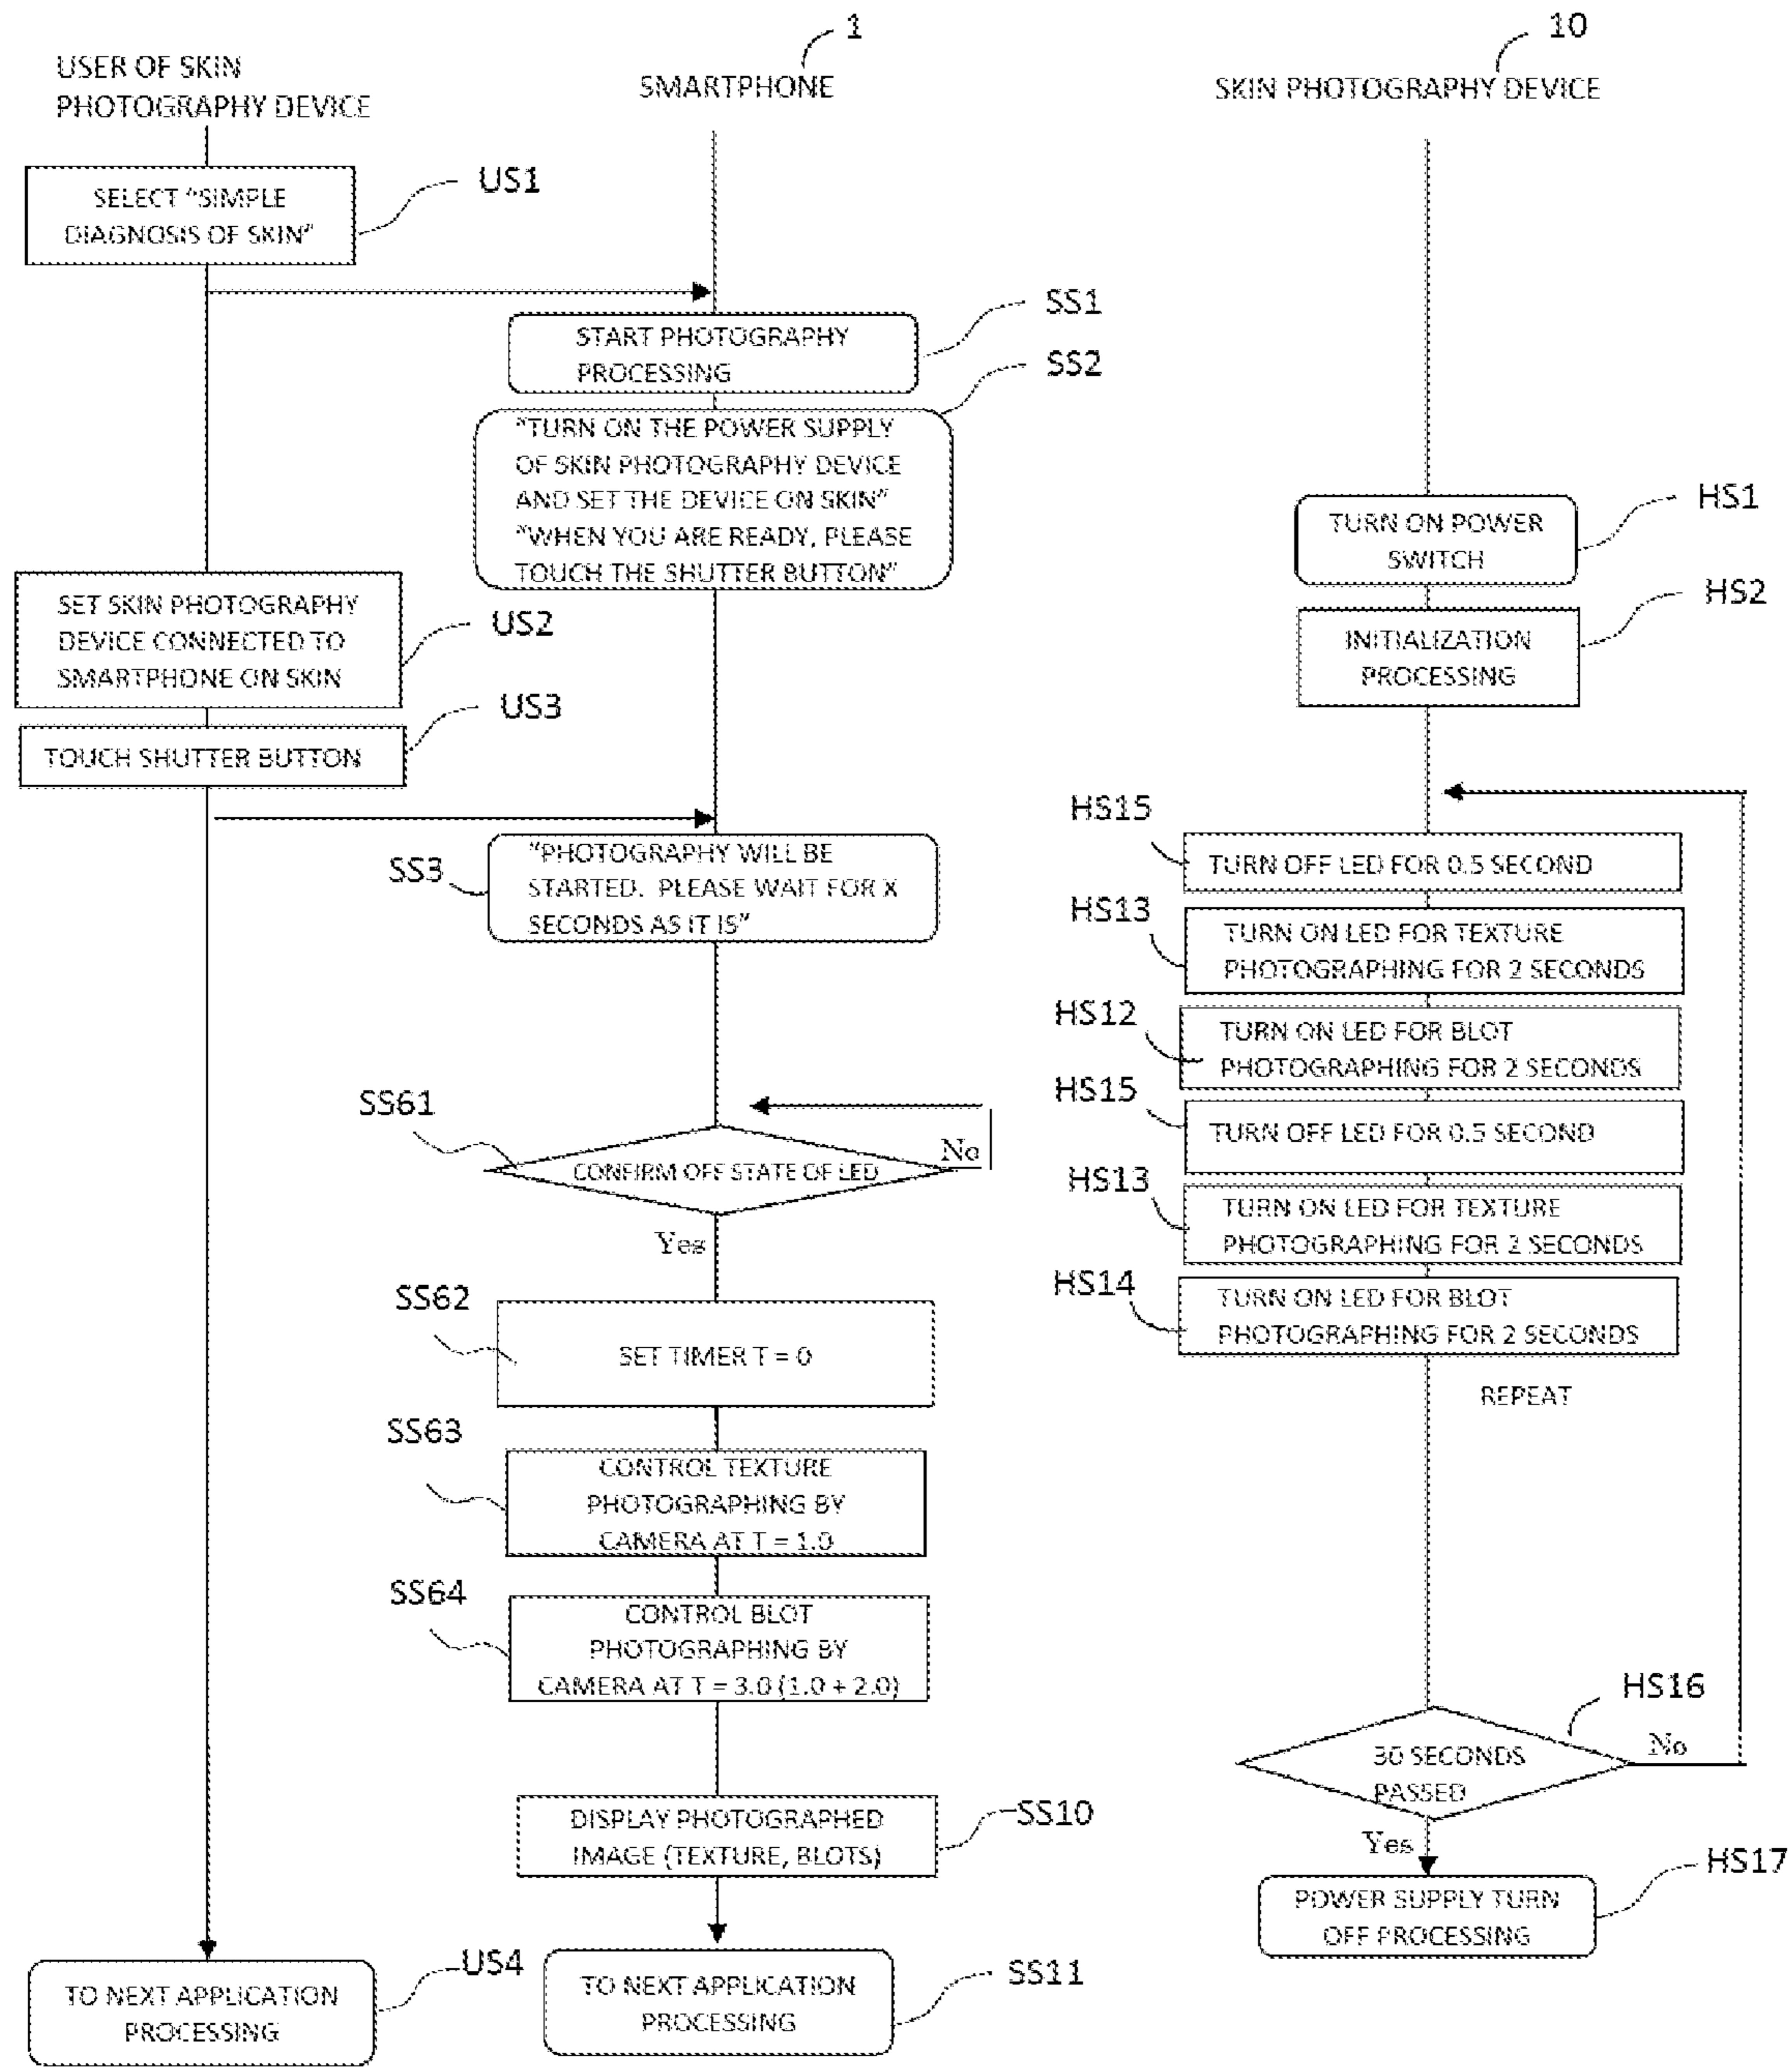 1
10
USER OF SKIN
PHOTOGRAPHY DEVICE
SMARTPHONE
SKIN PHOTOGRAPHY DEVICE
US1
SELECT "SIMPLE
DIAGNOSIS OF SKIN"
SS1
START PHOTOGRAPHY
PROCESSING
SS2
"TURN ON THE POWER SUPPLY
OF SKIN PHOTOGRAPHY DEVICE
AND SET THE DEVICE ON SKIN"
"WHEN YOU ARE READY, PLEASE
TOUCH THE SHUTTER BUTTON"
HS1
TURN ON POWER
SWITCH
HS2
INITIALIZATION
PROCESSING
SET SKIN PHOTOGRAPHY
DEVICE CONNECTED TO
SMARTPHONE ON SKIN
US2
US3
TOUCH SHUTTER BUTTON
SS3
"PHOTOGRAPHY WILL BE
STARTED. PLEASE WAIT FOR X
SECONDS AS IT IS"
HS15
TURN OFF LED FOR 0.5 SECOND
HS13
TURN ON LED FOR TEXTURE
PHOTOGRAPHING FOR 2 SECONDS
HS12
TURN ON LED FOR BLOT
PHOTOGRAPHING FOR 2 SECONDS
HS15
TURN OFF LED FOR 0.5 SECOND
HS13
TURN ON LED FOR TEXTURE
PHOTOGRAPHING FOR 2 SECONDS
HS14
TURN ON LED FOR BLOT
PHOTOGRAPHING FOR 2 SECONDS
REPEAT
SS61
CONFIRM OFF STATE OF LED
No
Yes
SS62
SET TIMER T = 0
SS63
CONTROL TEXTURE
PHOTOGRAPHING BY
CAMERA AT T = 1.0
SS64
CONTROL BLOT
PHOTOGRAPHING BY
CAMERA AT T = 3.0 (1.0 + 2.0)
HS16
30 SECONDS
PASSED
No
Yes
SS10
DISPLAY PHOTOGRAPHED
IMAGE (TEXTURE, BLOTS)
HS17
POWER SUPPLY TURN
OFF PROCESSING
US4
TO NEXT APPLICATION
PROCESSING
SS11
TO NEXT APPLICATION
PROCESSING